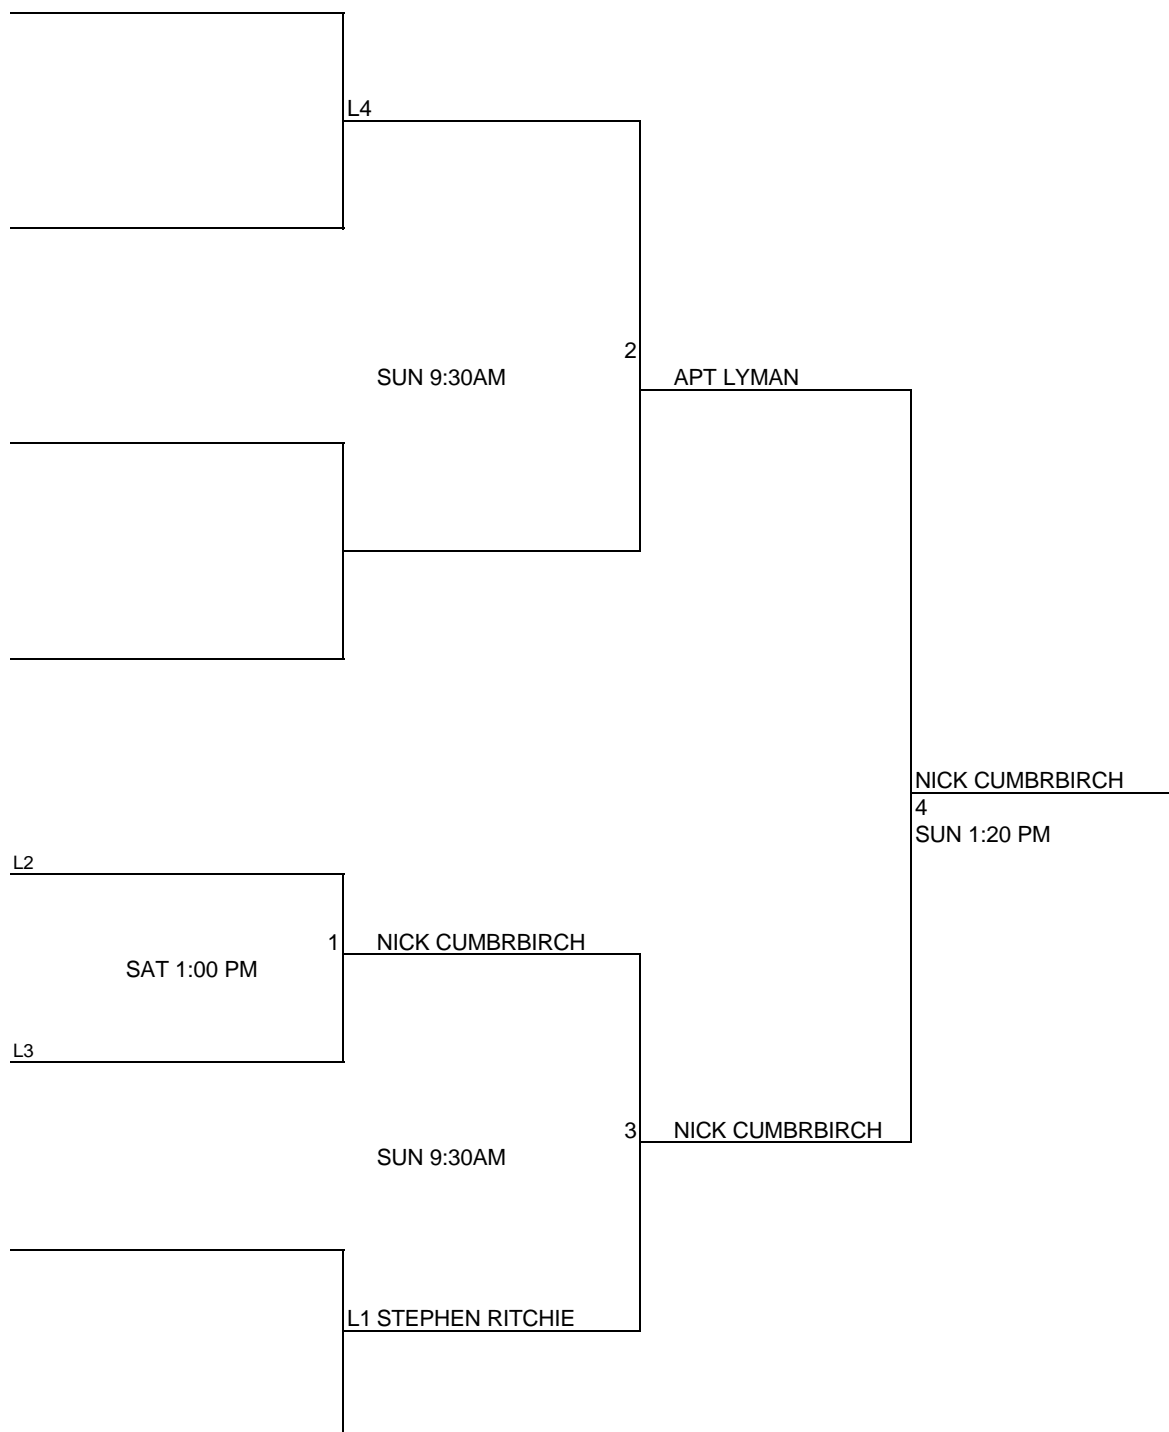 L4
2
SUN 9:30AM
APT LYMAN
NICK CUMBRBIRCH
4
SUN 1:20 PM
L2
1
NICK CUMBRBIRCH
SAT 1:00 PM
L3
3
NICK CUMBRBIRCH
SUN 9:30AM
L1 STEPHEN RITCHIE